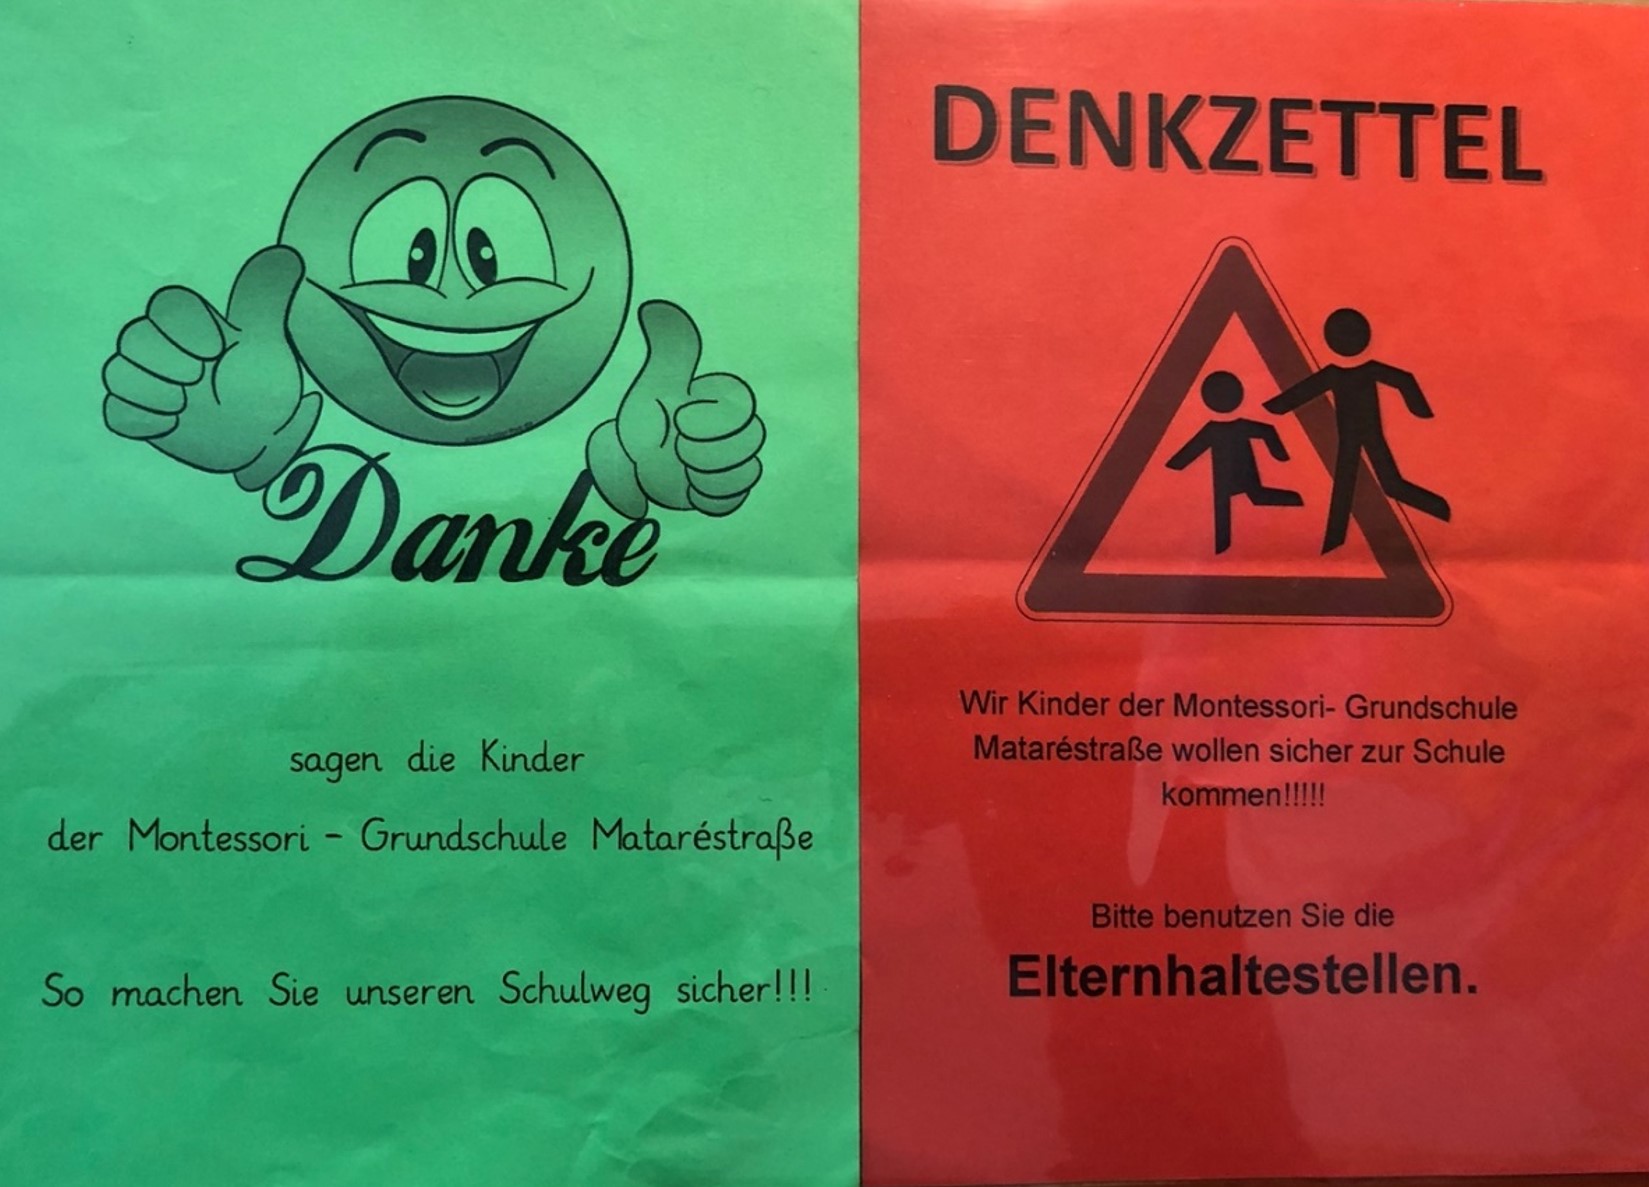 Danke
sagen die Kinder
der Montessori - Grundschule Mataréstraße
So machen Sie unseren Schulweg sicher!!!
DENKZETTEL
Wir Kinder der Montessori- Grundschule
Mataréstraße wollen sicher zur Schule
kommen!!!!!
Bitte benutzen Sie die
Elternhaltestellen.